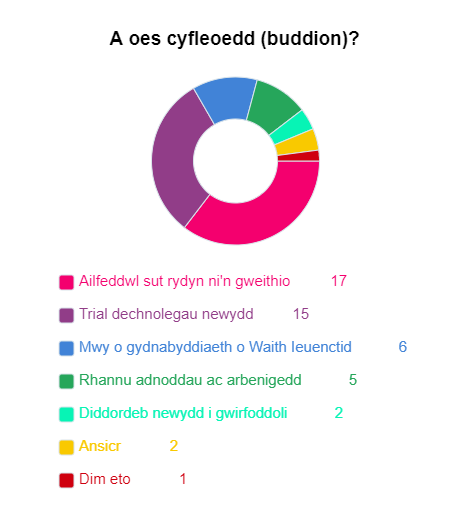 A oes cyfleoedd (buddion)?
Ailfeddwl sut rydyn ni'n gweithio 17
Trial dechnolegau newydd 15
Mwy o gydnabyddiaeth o Waith Ieuenctid 6
Rhannu adnoddau ac arbenigedd 5
Diddordeb newydd i gwirfoddoli 2
Ansicr 2
Dim eto 1